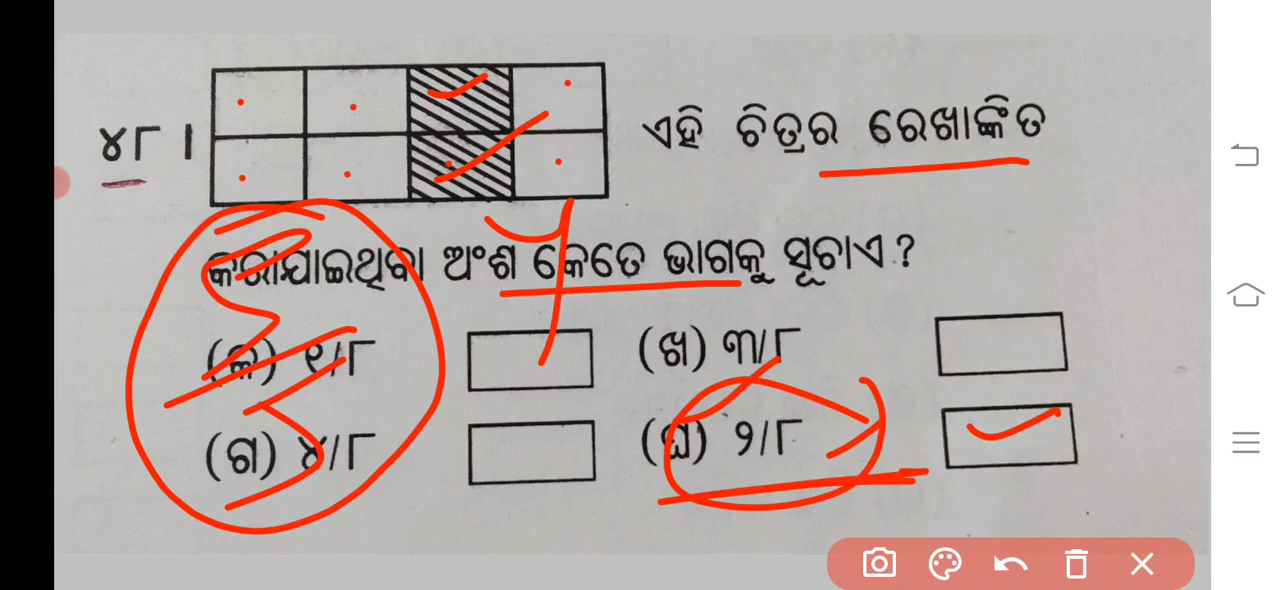 ୪୮ । ଏହି ଚିତ୍ରର ରେଖାଙ୍କିତ
କରାଯାଇଥିବା ଅଂଶ କେତେ ଭାଗକୁ ସୂଚାଏ ?
(କ) ୧/୮ (ଖ) ୩/୮
(ଗ) ୪/୮ (ଘ) ୨/୮